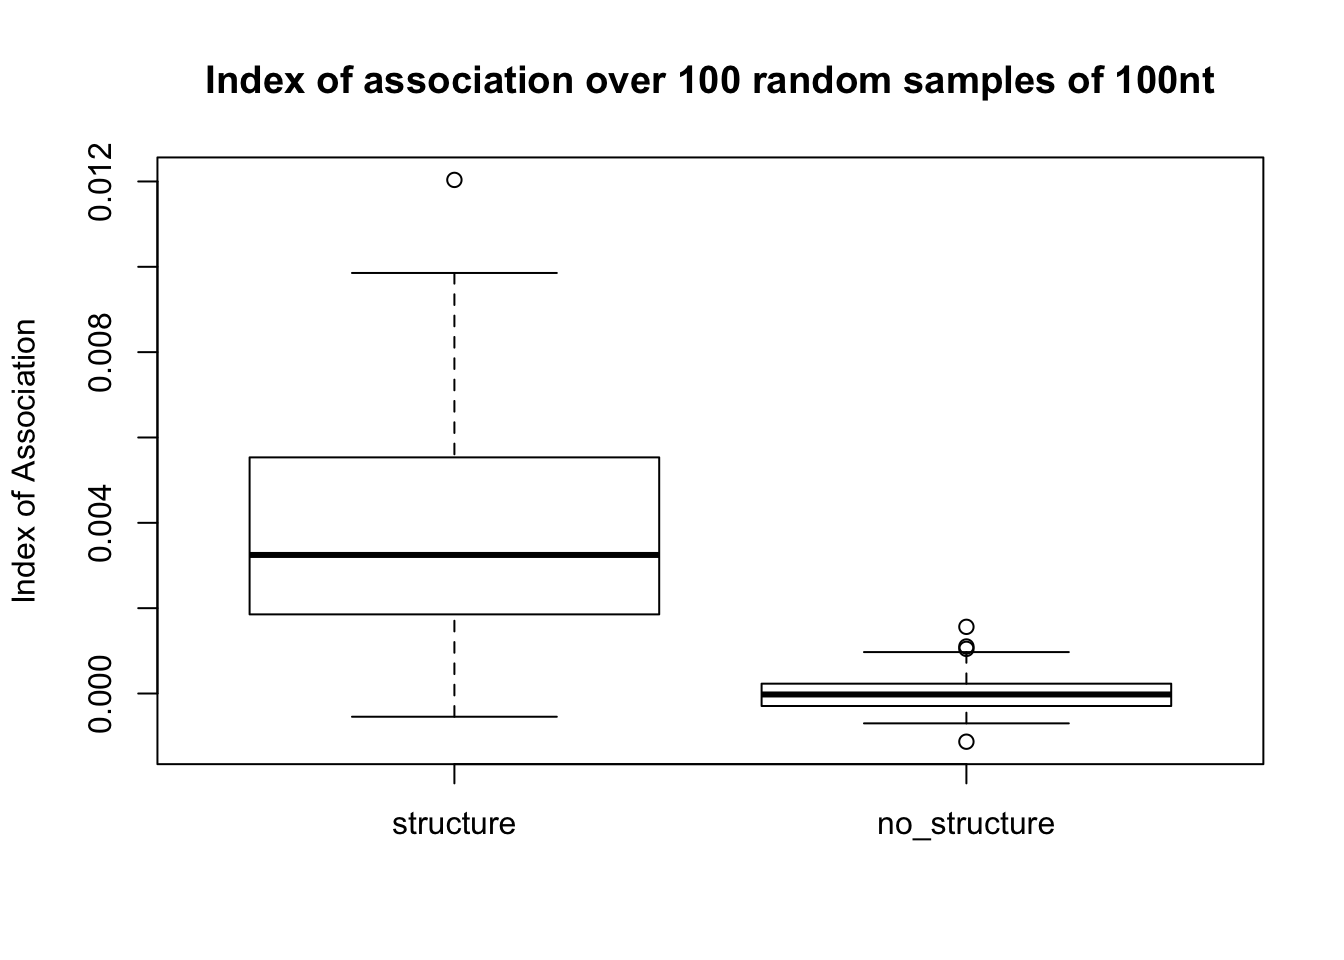 Index of association over 100 random samples of 100nt
Index of Association
0.012
0.008
0.004
0.000
structure
no_structure